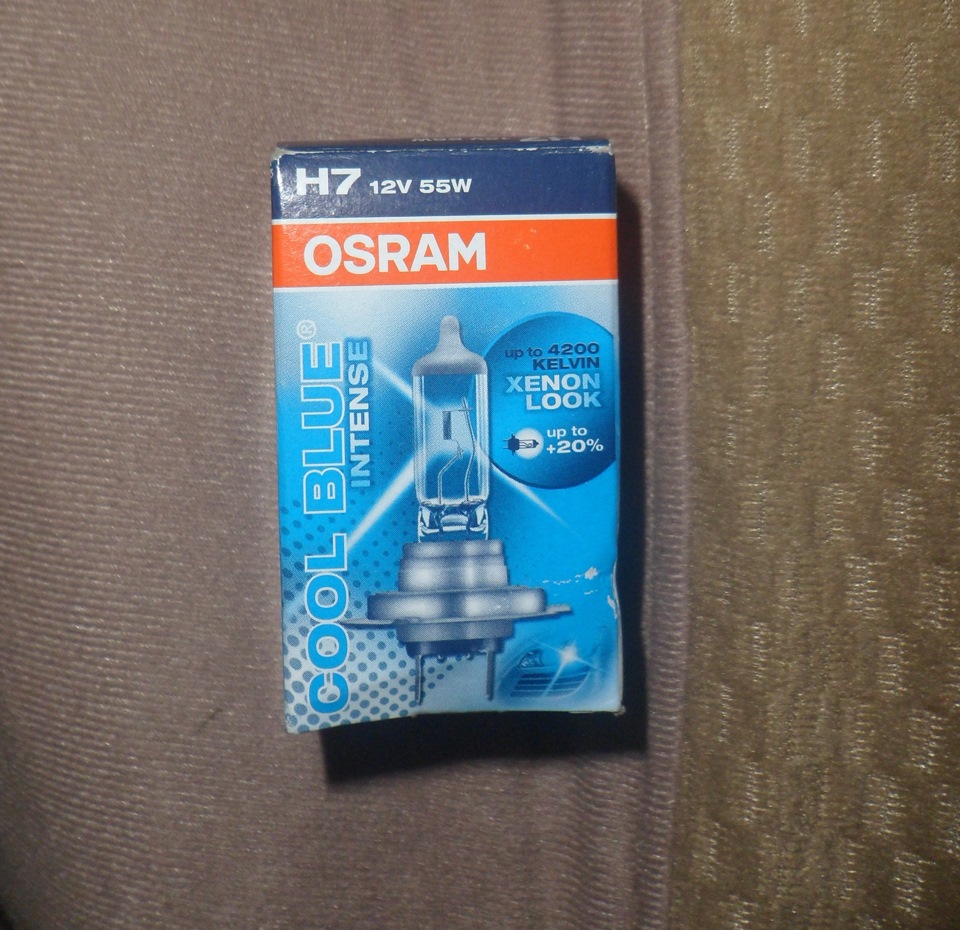 H7 12V 55W
OSRAM
COOL BLUE®
INTENSE
up to 4200
KELVIN
XENON
LOOK
up to
+20%